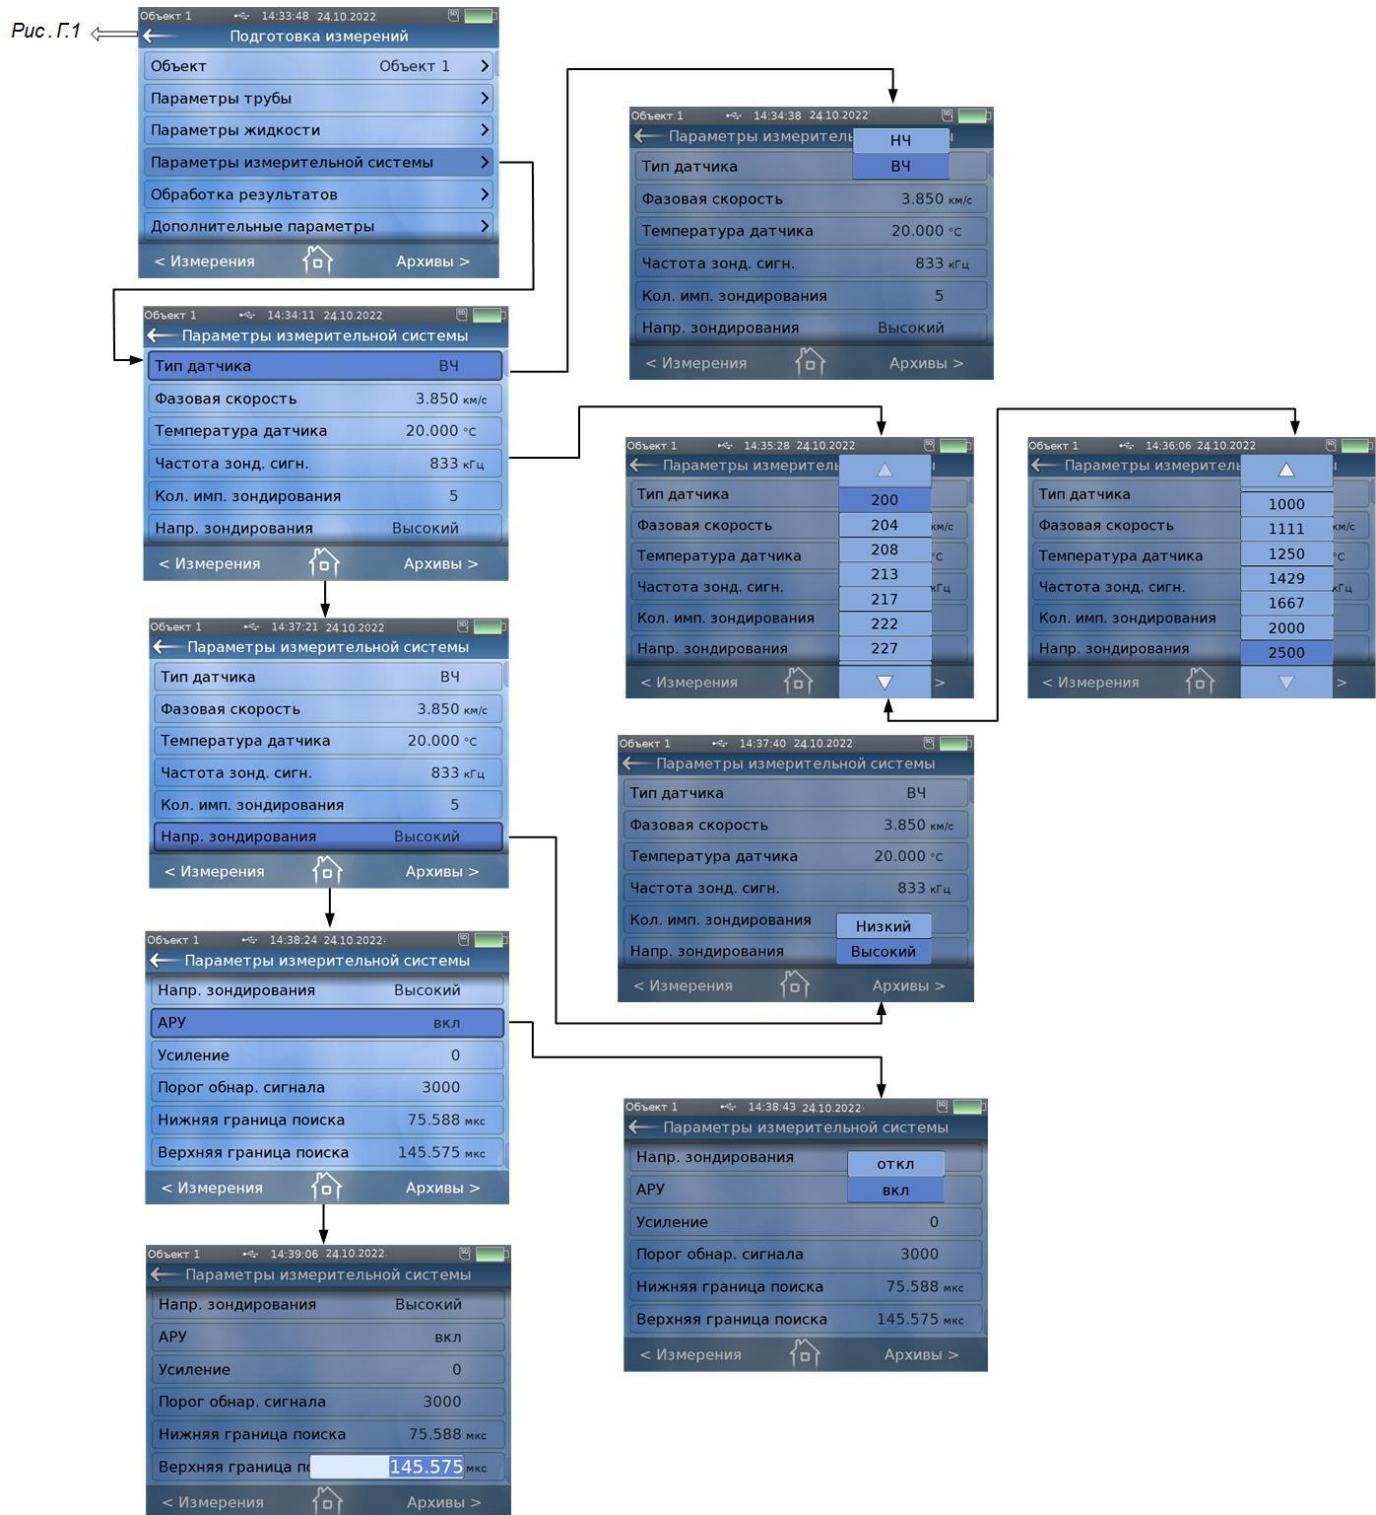 Рис. Г.1
Объект 1 14:33:48 24.10.2022
Подготовка измерений
Объект Объект 1 >
Параметры трубы >
Параметры жидкости >
Параметры измерительной системы >
Обработка результатов >
Дополнительные параметры >
< Измерения Архивы >
Объект 1 14:34:38 24.10.2022
Параметры измеритель
НЧ
ВЧ
Тип датчика
Фазовая скорость 3.850 км/с
Температура датчика 20.000 °C
Частота зонд. сигн. 833 кГц
Кол. имп. зондирования 5
Напр. зондирования Высокий
< Измерения Архивы >
Объект 1 14:34:11 24.10.2022
Параметры измерительной системы
Тип датчика ВЧ
Фазовая скорость 3.850 км/с
Температура датчика 20.000 °C
Частота зонд. сигн. 833 кГц
Кол. имп. зондирования 5
Напр. зондирования Высокий
< Измерения Архивы >
Объект 1 14:35:28 24.10.2022
Параметры измеритель
Тип датчика 200
Фазовая скорость 204 км/с
208
Температура датчика °C
Частота зонд. сигн. 213 кГц
217
Кол. имп. зондирования 222
Напр. зондирования 227
< Измерения >
Объект 1 14:36:06 24.10.2022
Параметры измеритель
Тип датчика 1000
Фазовая скорость 1111 км/с
Температура датчика 1250 °C
Частота зонд. сигн. 1429 кГц
1667
Кол. имп. зондирования 2000
Напр. зондирования 2500
< Измерения >
Объект 1 14:37:21 24.10.2022
Параметры измерительной системы
Тип датчика ВЧ
Фазовая скорость 3.850 км/с
Температура датчика 20.000 °C
Частота зонд. сигн. 833 кГц
Кол. имп. зондирования 5
Напр. зондирования Высокий
< Измерения Архивы >
Объект 1 14:37:40 24.10.2022
Параметры измерительной системы
Тип датчика ВЧ
Фазовая скорость 3.850 км/с
Температура датчика 20.000 °C
Частота зонд. сигн. 833 кГц
Кол. имп. зондирования Низкий
Напр. зондирования Высокий
< Измерения Архивы >
Объект 1 14:38:24 24.10.2022
Параметры измерительной системы
Напр. зондирования Высокий
АРУ вкл
Усиление 0
Порог обнар. сигнала 3000
Нижняя граница поиска 75.588 мкс
Верхняя граница поиска 145.575 мкс
< Измерения Архивы >
Объект 1 14:38:43 24.10.2022
Параметры измерительной системы
Напр. зондирования откл
АРУ вкл
Усиление 0
Порог обнар. сигнала 3000
Нижняя граница поиска 75.588 мкс
Верхняя граница поиска 145.575 мкс
< Измерения Архивы >
Объект 1 14:39:06 24.10.2022
Параметры измерительной системы
Напр. зондирования Высокий
АРУ вкл
Усиление 0
Порог обнар. сигнала 3000
Нижняя граница поиска 75.588 мкс
Верхняя граница по 145.575 мкс
< Измерения Архивы >